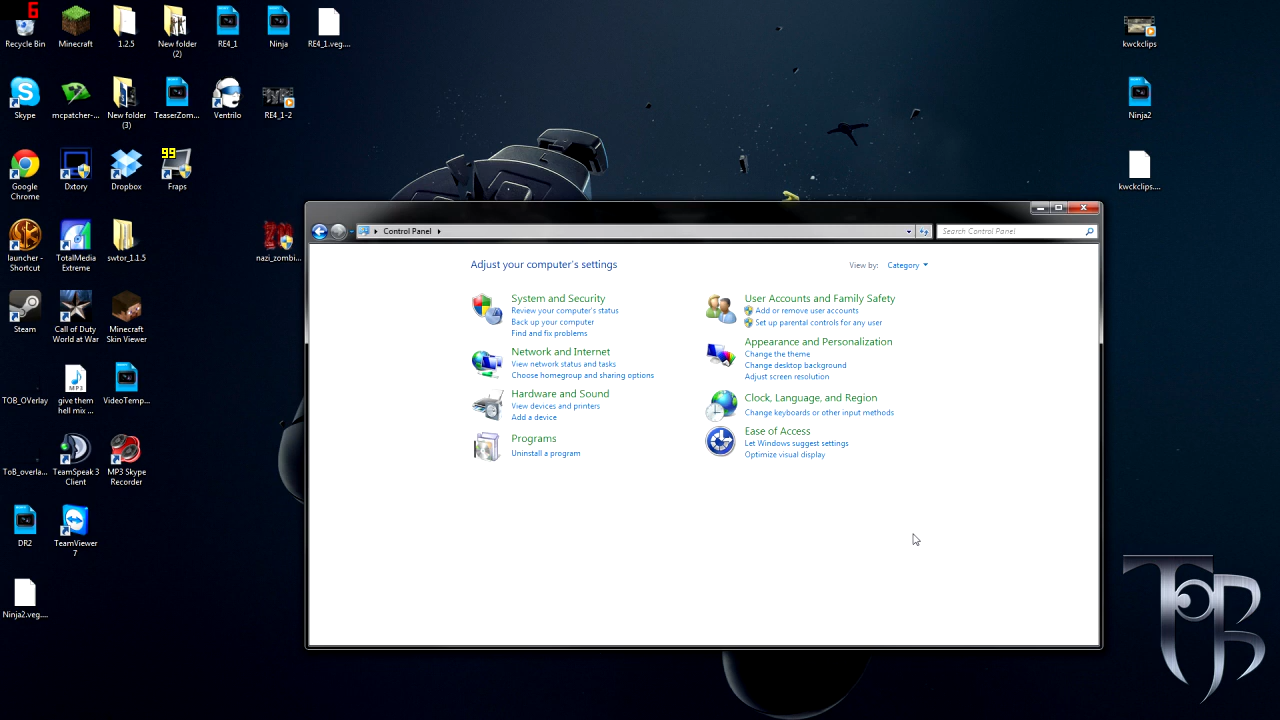 6
Recycle Bin
Minecraft
1.2.5
New folder
(2)
RE4_1
Ninja
RE4_1.veg....
kwckclips
Skype
mcpatcher-...
New folder
(3)
TeaserZom...
Ventrilo
RE4_1-2
Ninja2
99
Google
Chrome
Dxtory
Dropbox
Fraps
kwckclips....
launcher -
Shortcut
TotalMedia
Extreme
swtor_1.1.5
nazi_zombi...
Steam
Call of Duty
World at War
Minecraft
Skin Viewer
TOB_OVerlay
MP3
give them
hell mix ...
VideoTemp...
ToB_overla...
TeamSpeak 3
Client
MP3 Skype
Recorder
DR2
TeamViewer
7
Ninja2.veg....
Control Panel
Search Control Panel
Adjust your computer's settings
View by: Category
System and Security
Review your computer's status
Back up your computer
Find and fix problems
Network and Internet
View network status and tasks
Choose homegroup and sharing options
Hardware and Sound
View devices and printers
Add a device
Programs
Uninstall a program
User Accounts and Family Safety
Add or remove user accounts
Set up parental controls for any user
Appearance and Personalization
Change the theme
Change desktop background
Adjust screen resolution
Clock, Language, and Region
Change keyboards or other input methods
Ease of Access
Let Windows suggest settings
Optimize visual display
ToB